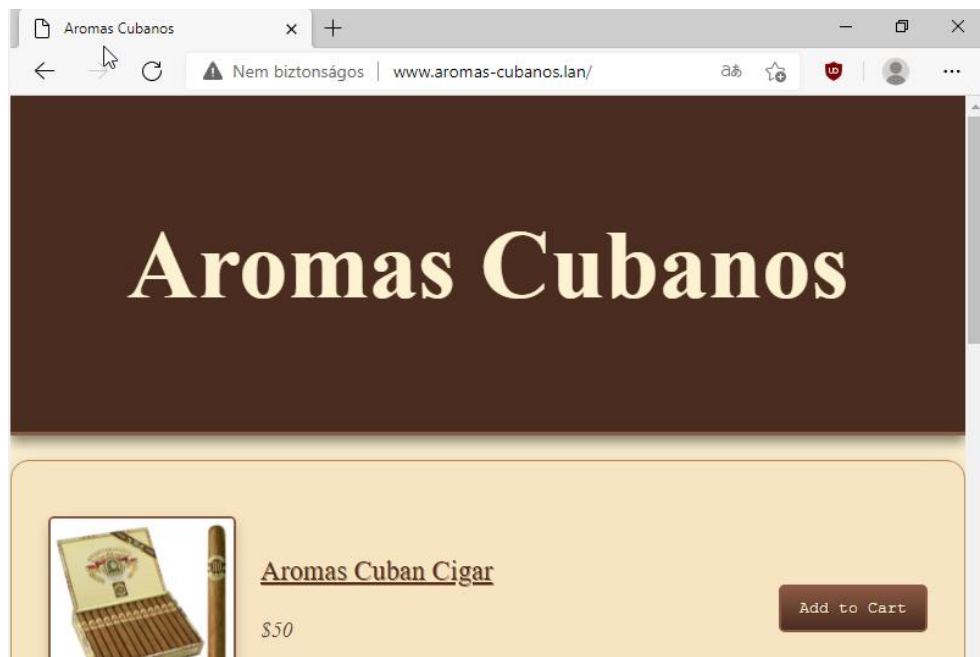 Aromas Cubanos
Nem biztonságos | www.aromas-cubanos.lan/
Aromas Cubanos
Aromas Cuban Cigar
$50
Add to Cart